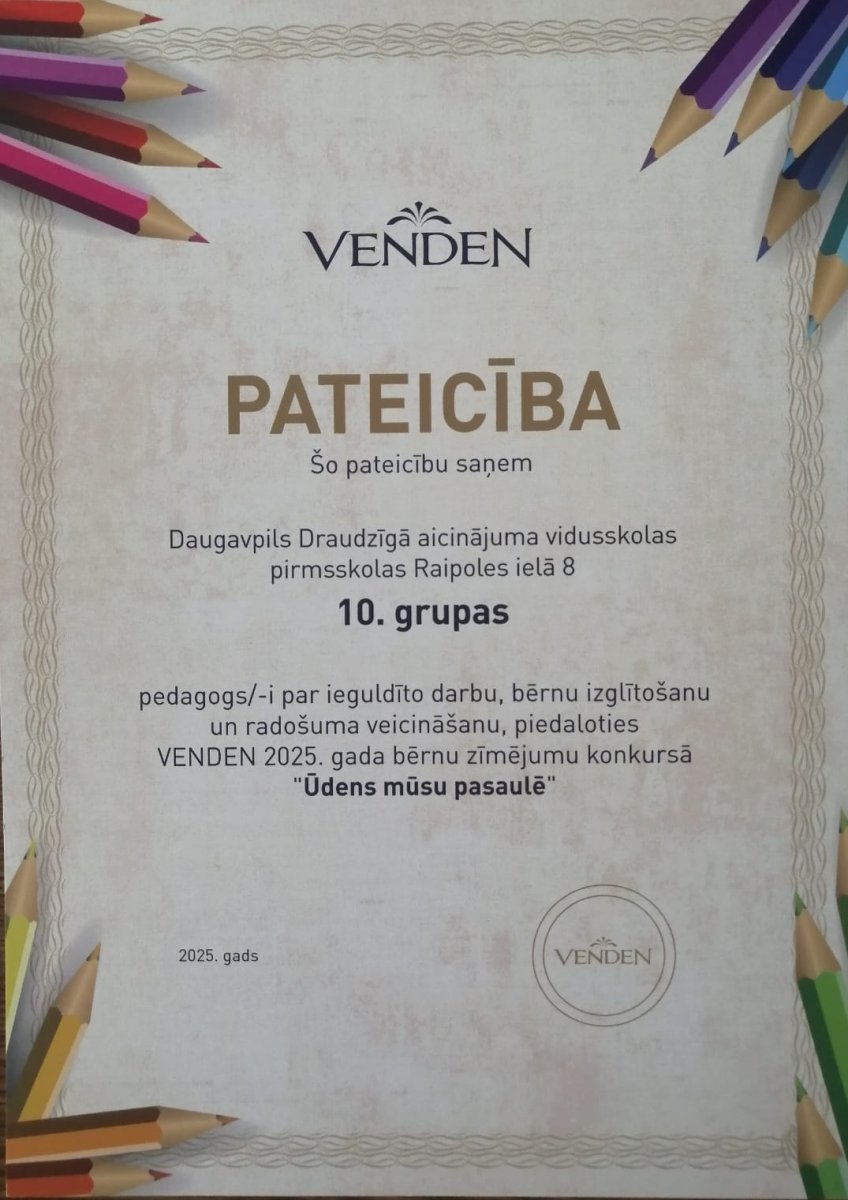 VENDEN
PATEICĪBA
Šo pateicību saņem
Daugavpils Draudzīgā aicinājuma vidusskolas
pirmsskolas Raipoles ielā 8
10. grupas
pedagogs/-i par ieguldīto darbu, bērnu izglītošanu
un radošuma veicināšanu, piedaloties
VENDEN 2025. gada bērnu zīmējumu konkursā
"Ūdens mūsu pasaulē"
2025. gads
VENDEN